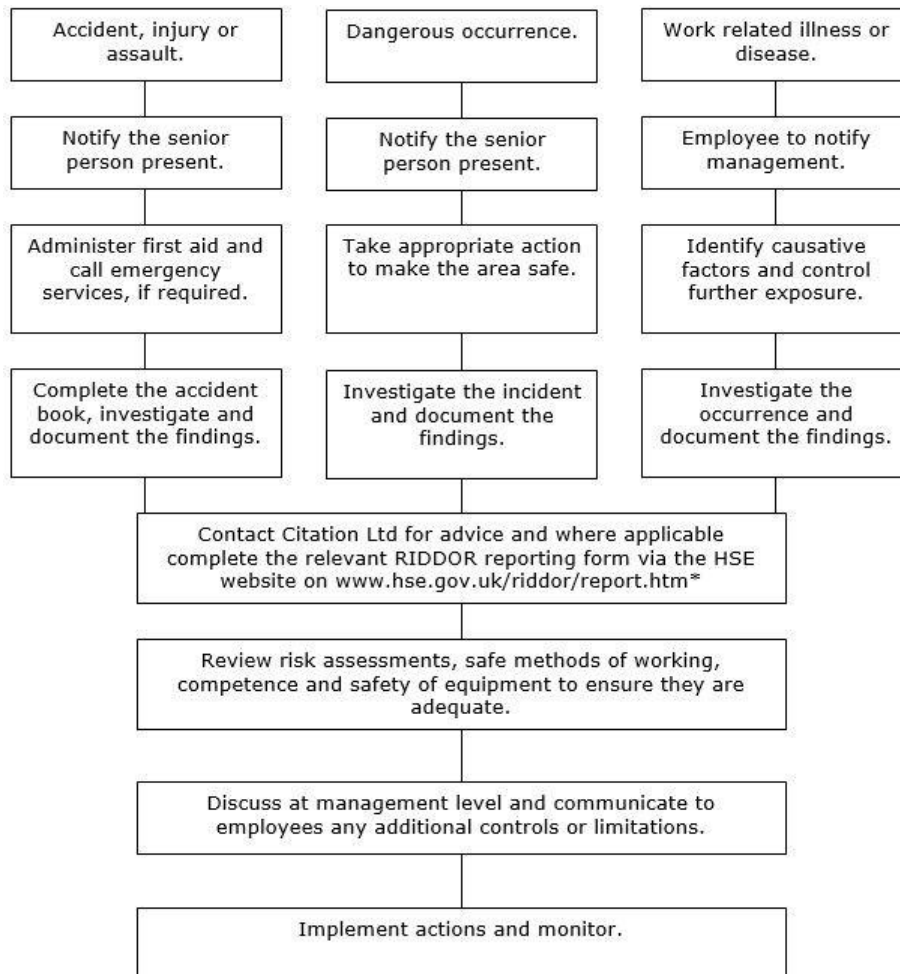 Accident, injury or
assault.
Dangerous occurrence.
Work related illness or
disease.
Notify the senior
person present.
Notify the senior
person present.
Employee to notify
management.
Administer first aid and
call emergency
services, if required.
Take appropriate action
to make the area safe.
Identify causative
factors and control
further exposure.
Complete the accident
book, investigate and
document the findings.
Investigate the incident
and document the
findings.
Investigate the
occurrence and
document the findings.
Contact Citation Ltd for advice and where applicable
complete the relevant RIDDOR reporting form via the HSE
website on www.hse.gov.uk/riddor/report.htm*
Review risk assessments, safe methods of working,
competence and safety of equipment to ensure they are
adequate.
Discuss at management level and communicate to
employees any additional controls or limitations.
Implement actions and monitor.